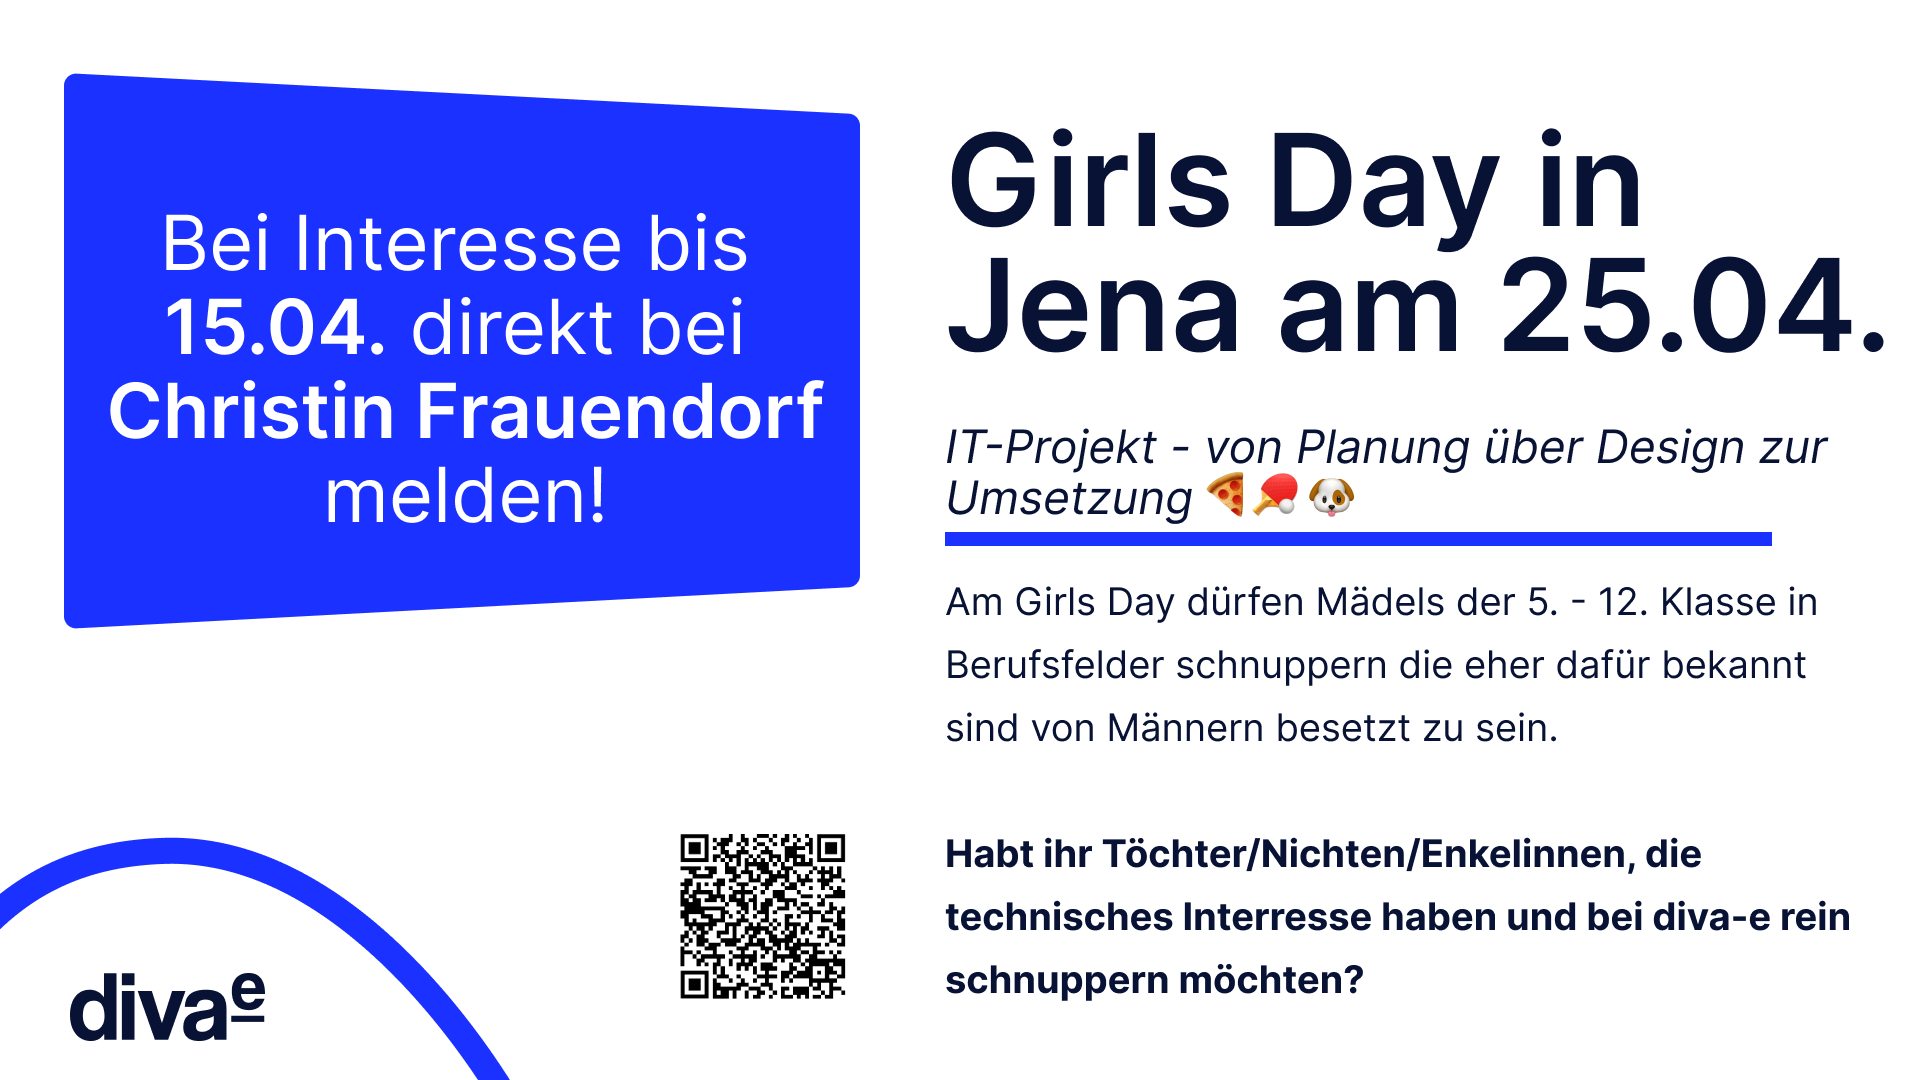 Bei Interesse bis
15.04. direkt bei
Christin Frauendorf
melden!
Girls Day in
Jena am 25.04.
IT-Projekt - von Planung über Design zur
Umsetzung 🍕🏓🐶
Am Girls Day dürfen Mädels der 5. - 12. Klasse in
Berufsfelder schnuppern die eher dafür bekannt
sind von Männern besetzt zu sein.
Habt ihr Töchter/Nichten/Enkelinnen, die
technisches Interresse haben und bei diva-e rein
schnuppern möchten?
divae